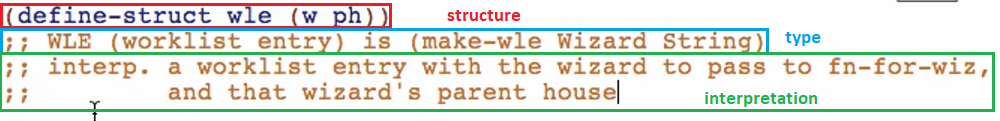 (define-struct wle (w ph)) structure
;; WLE (worklist entry) is (make-wle Wizard String) type
;; interp. a worklist entry with the wizard to pass to fn-for-wiz,
;; and that wizard's parent house interpretation